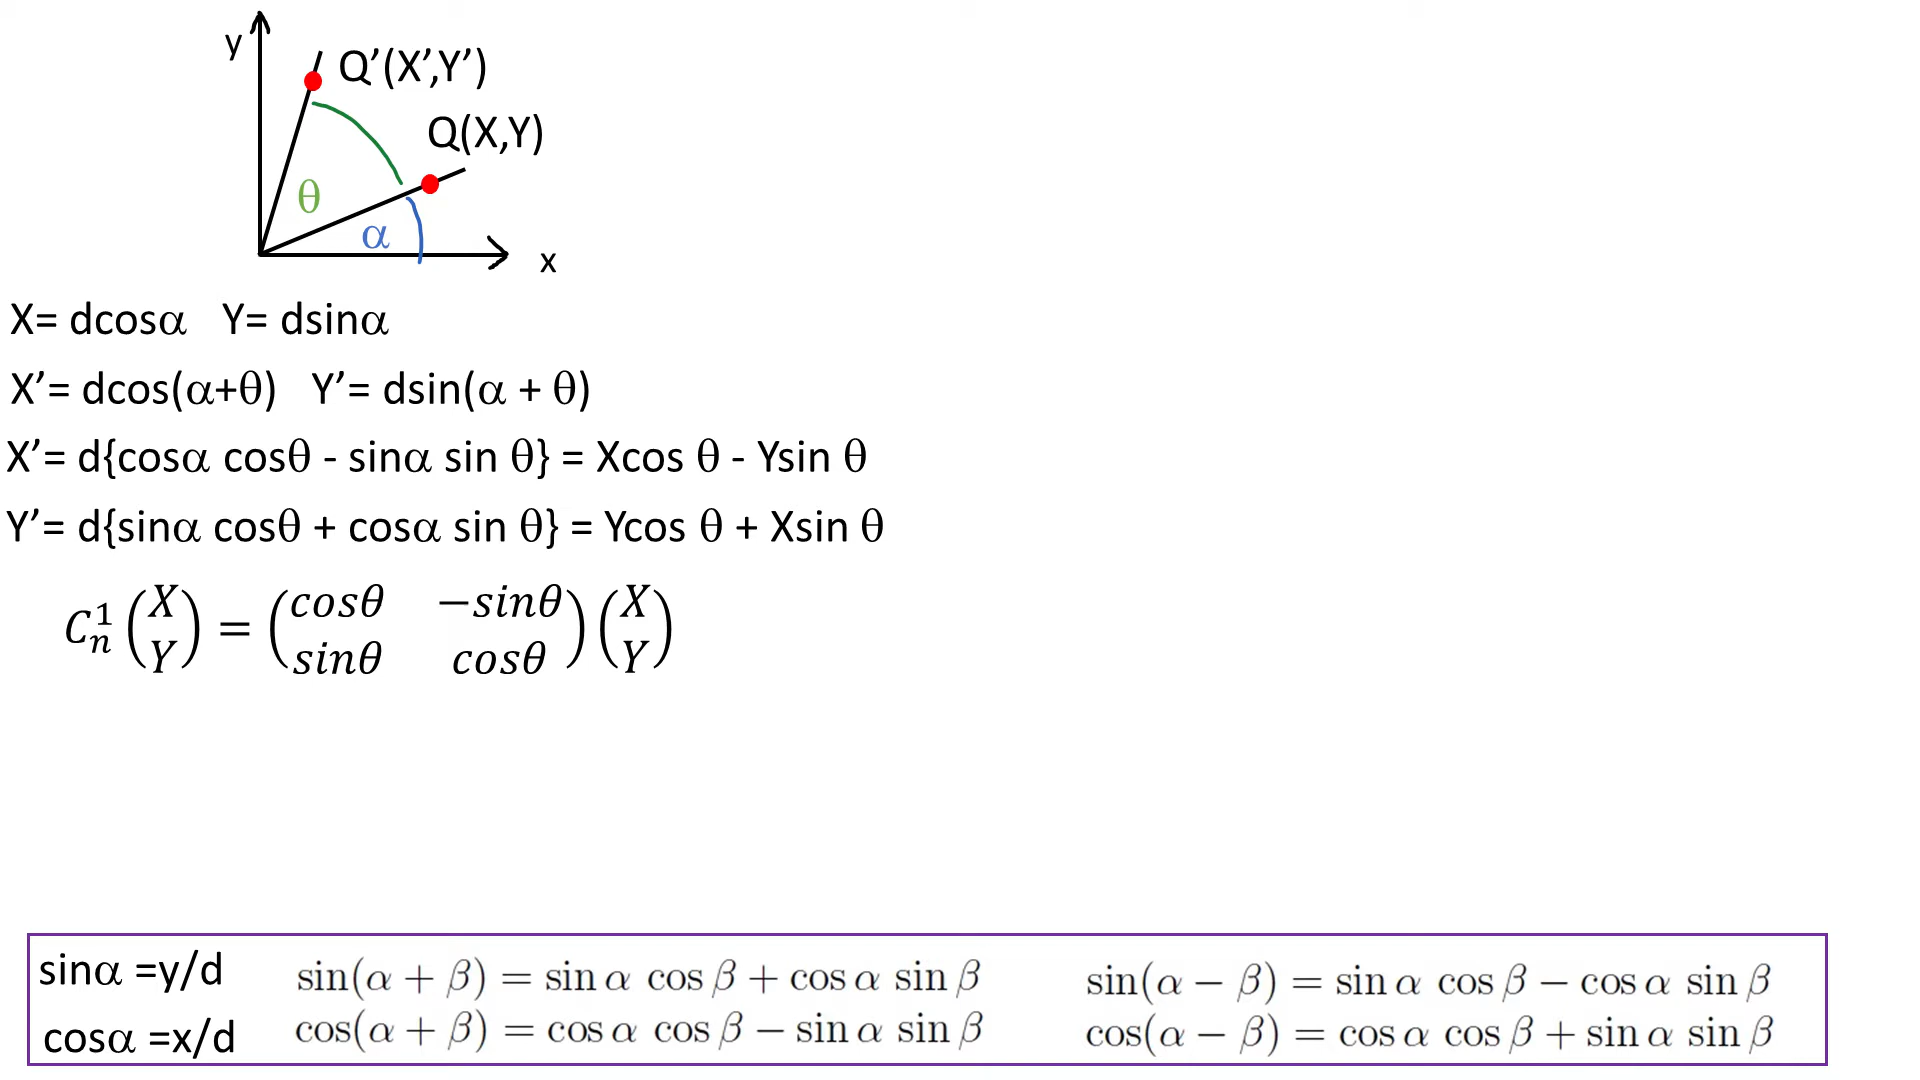 y
Q’(X’,Y’)
Q(X,Y)
θ
α
x
X= dcosα Y= dsinα
X’= dcos(α+θ) Y’= dsin(α + θ)
X’= d{cosα cosθ - sinα sin θ} = Xcos θ - Ysin θ
Y’= d{sinα cosθ + cosα sin θ} = Ycos θ + Xsin θ
C_n^1 (X Y) = (cosθ −sinθ sinθ cosθ) (X Y)
sinα =y/d
cosα =x/d
sin(α + β) = sin α cos β + cos α sin β
cos(α + β) = cos α cos β − sin α sin β
sin(α − β) = sin α cos β − cos α sin β
cos(α − β) = cos α cos β + sin α sin β